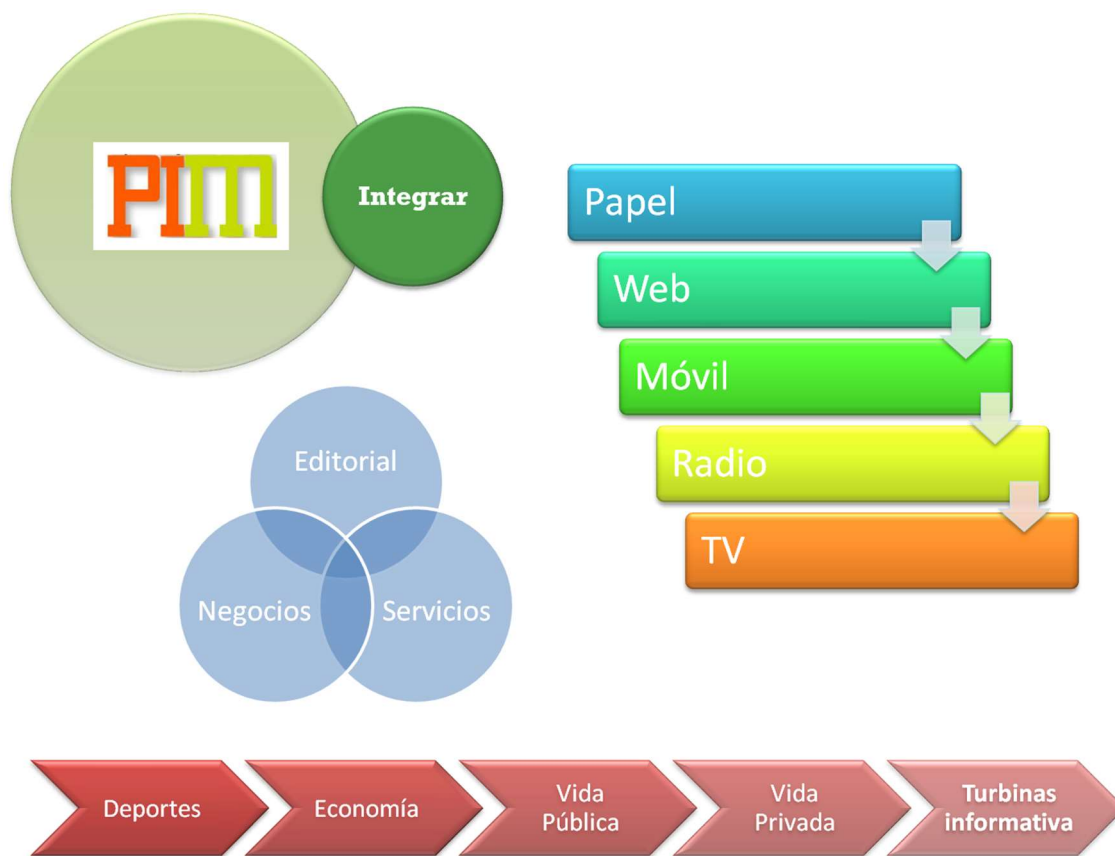 PIM
Integrar
Papel
Web
Móvil
Radio
TV
Editorial
Negocios
Servicios
Deportes
Economía
Vida
Pública
Vida
Privada
Turbinas
informativa